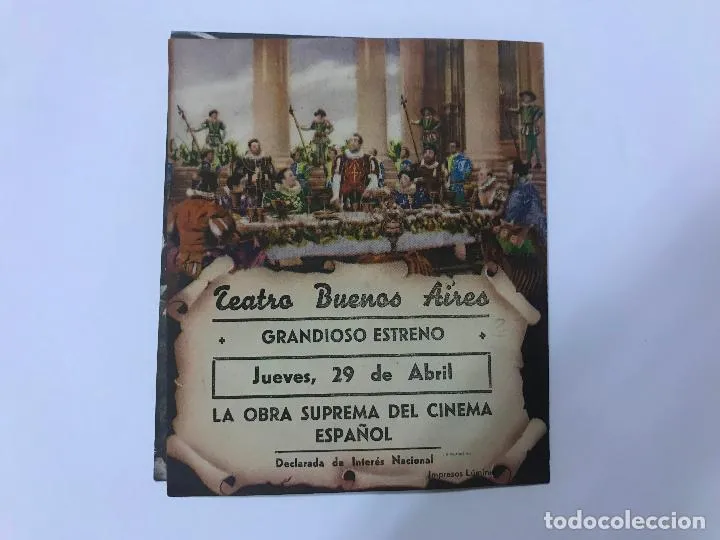 Teatro Buenos Aires
GRANDIOSO ESTRENO
Jueves, 29 de Abril
LA OBRA SUPREMA DEL CINEMA
ESPAÑOL
Declarada de Interés Nacional
Impresos
todocoleccion